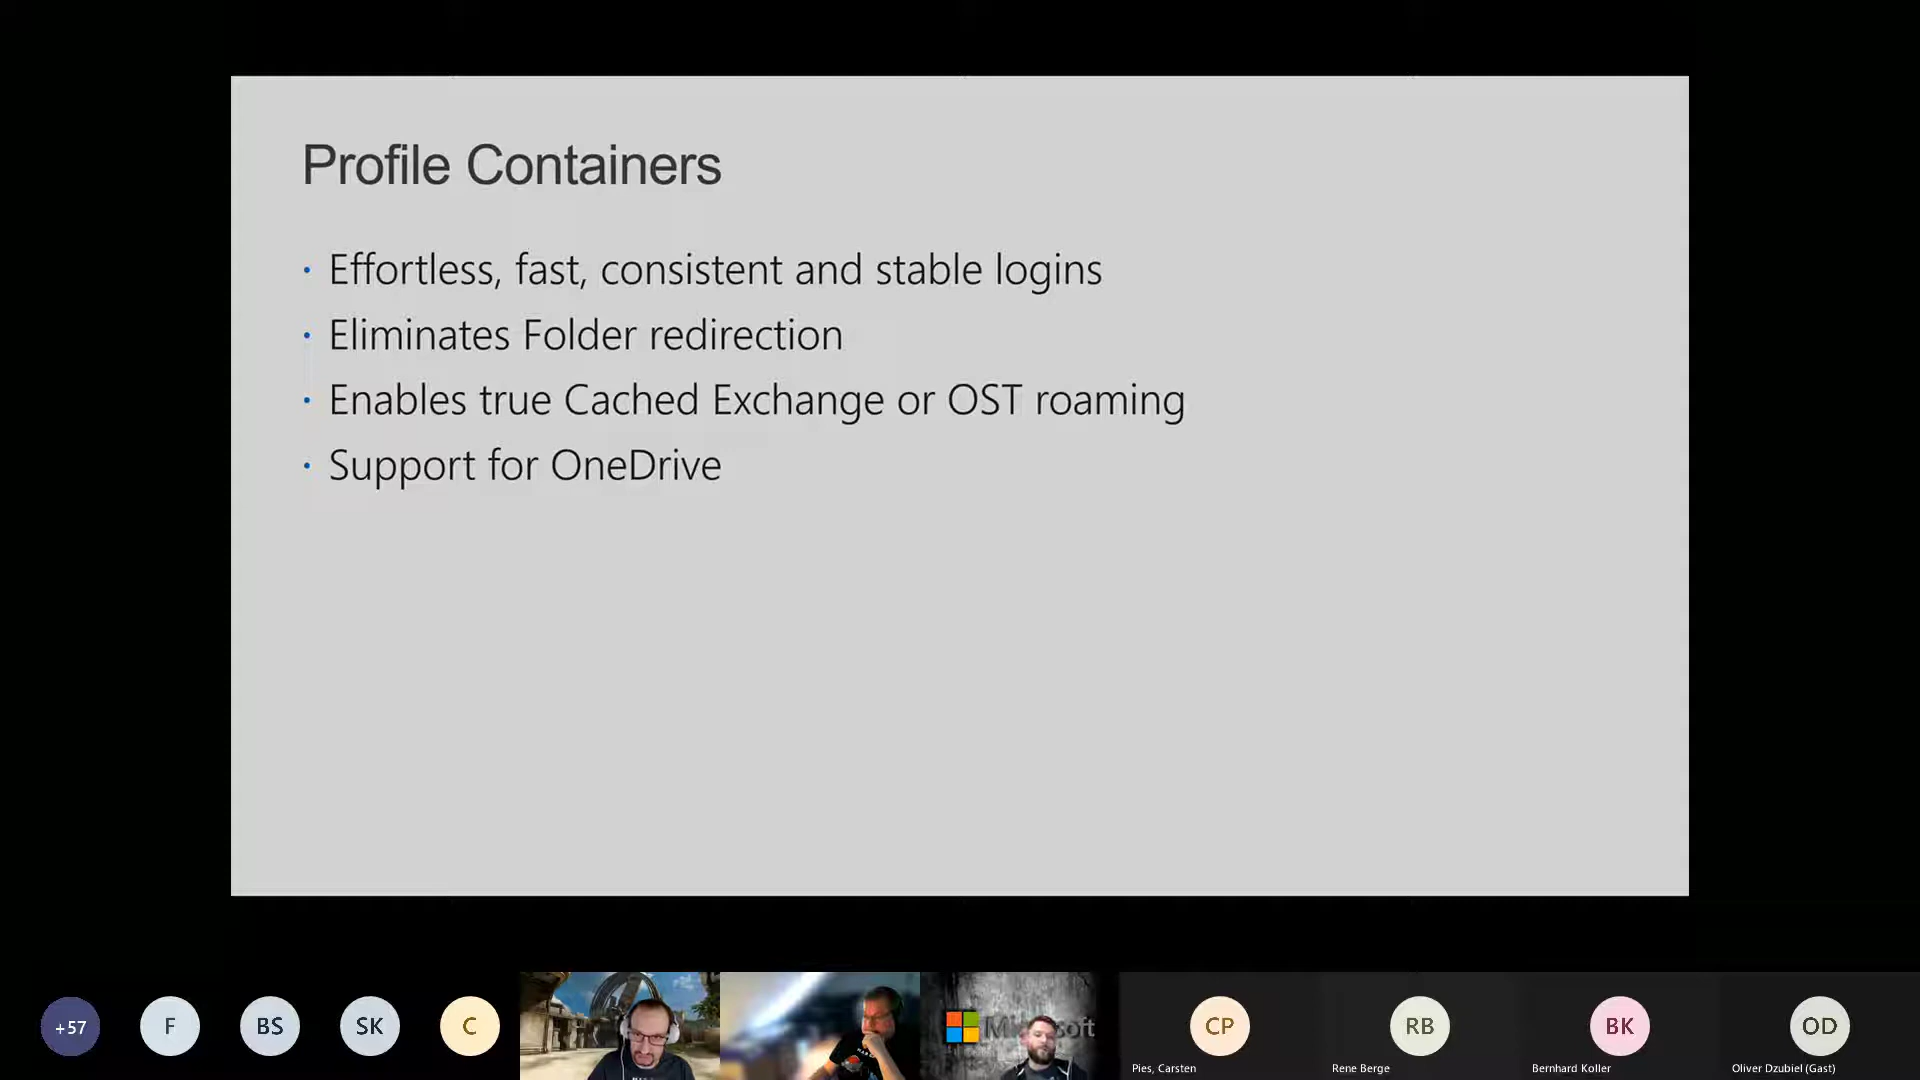 Profile Containers
· Effortless, fast, consistent and stable logins
· Eliminates Folder redirection
· Enables true Cached Exchange or OST roaming
· Support for OneDrive
+57
F
BS
SK
C
Microsoft
CP
RB
BK
OD
Pies, Carsten
Rene Berge
Bernhard Koller
Oliver Dzubiel (Gast)